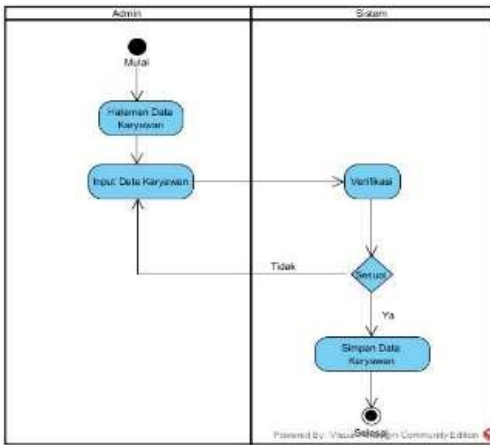 Admin
Sistem
Mulai
Halaman Data
Karyawan
Input Data Karyawan
Verifikasi
Tidak
Sesuai
Ya
Simpan Data
Karyawan
Selesai
Powered By: Visual Community Edition